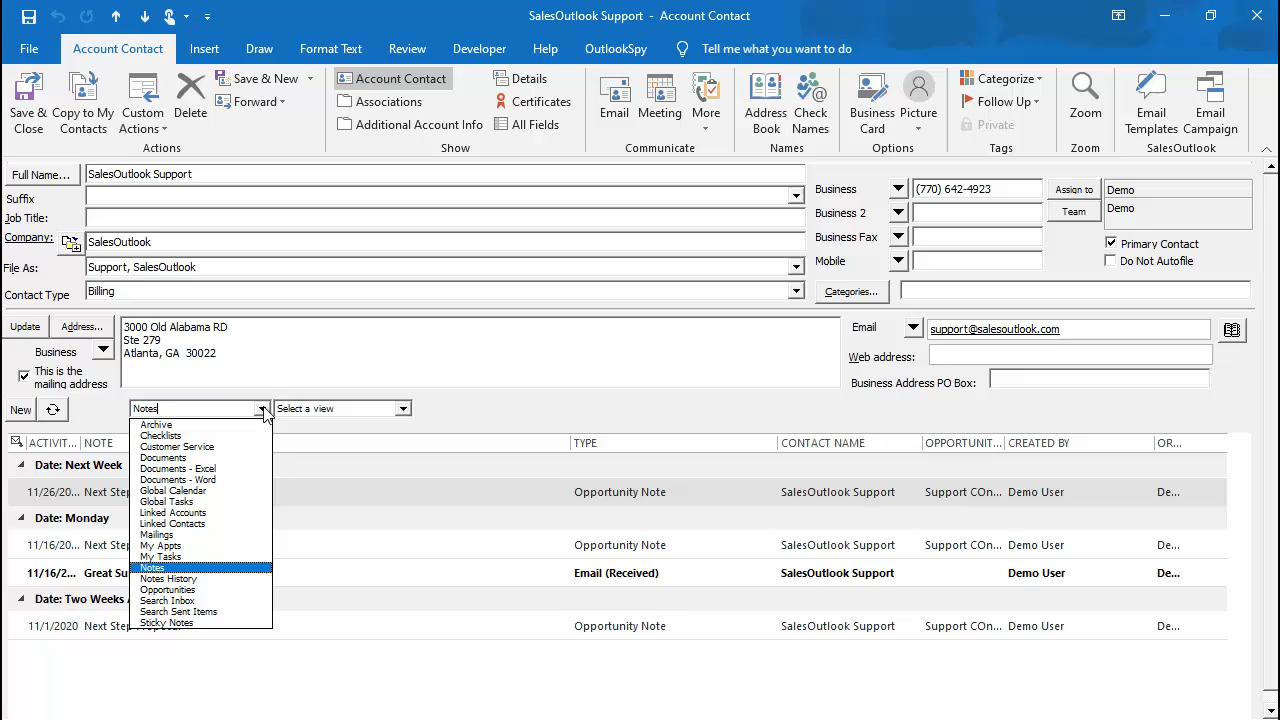 SalesOutlook Support - Account Contact
File Account Contact Insert Draw Format Text Review Developer Help OutlookSpy Tell me what you want to do
Save & Close
Copy to My Contacts
Custom Actions
Delete
Save & New
Forward
Actions
Account Contact
Associations
Additional Account Info
Details
Certificates
All Fields
Show
Email
Meeting
More
Communicate
Address Book
Check Names
Names
Business Card
Picture
Options
Categorize
Follow Up
Private
Tags
Zoom
Zoom
Email Templates
Email Campaign
SalesOutlook
Full Name... SalesOutlook Support
Suffix
Job Title:
Company: SalesOutlook
File As: Support, SalesOutlook
Contact Type Billing
Business (770) 642-4923
Business 2
Business Fax
Mobile
Assign to Demo
Team Demo
Primary Contact
Do Not Autofile
Categories...
Update Address...
Business
This is the
mailing address
3000 Old Alabama RD
Ste 279
Atlanta, GA 30022
Email support@salesoutlook.com
Web address:
Business Address PO Box:
New Notes Select a view
Archive
Checklists
Customer Service
Documents
Documents - Excel
Documents - Word
Global Calendar
Global Tasks
Linked Accounts
Linked Contacts
Mailings
My Appts
My Tasks
Notes
Notes History
Opportunities
Search Inbox
Search Sent Items
Sticky Notes
ACTIVIT... NOTE TYPE CONTACT NAME OPPORTUNIT... CREATED BY OR...
Date: Next Week
11/26/20... Next Step Opportunity Note SalesOutlook Support Support COn... Demo User De...
Date: Monday
11/16/20... Next Step Opportunity Note SalesOutlook Support Support COn... Demo User De...
11/16/2... Great Su Email (Received) SalesOutlook Support Demo User
Date: Two Weeks
11/1/2020 Next Step Opportunity Note SalesOutlook Support Support COn... Demo User De...